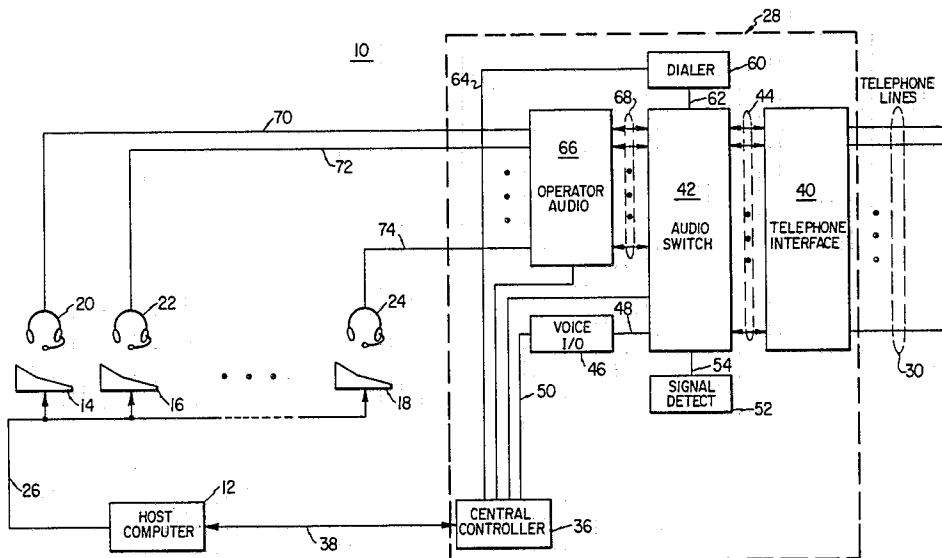 10
28
64
DIALER
60
62
TELEPHONE
LINES
70
68
44
72
66
OPERATOR
AUDIO
42
AUDIO
SWITCH
40
TELEPHONE
INTERFACE
74
20
22
24
VOICE
I/O
46
48
54
SIGNAL
DETECT
52
30
14
16
18
50
26
12
HOST
COMPUTER
38
CENTRAL
CONTROLLER
36